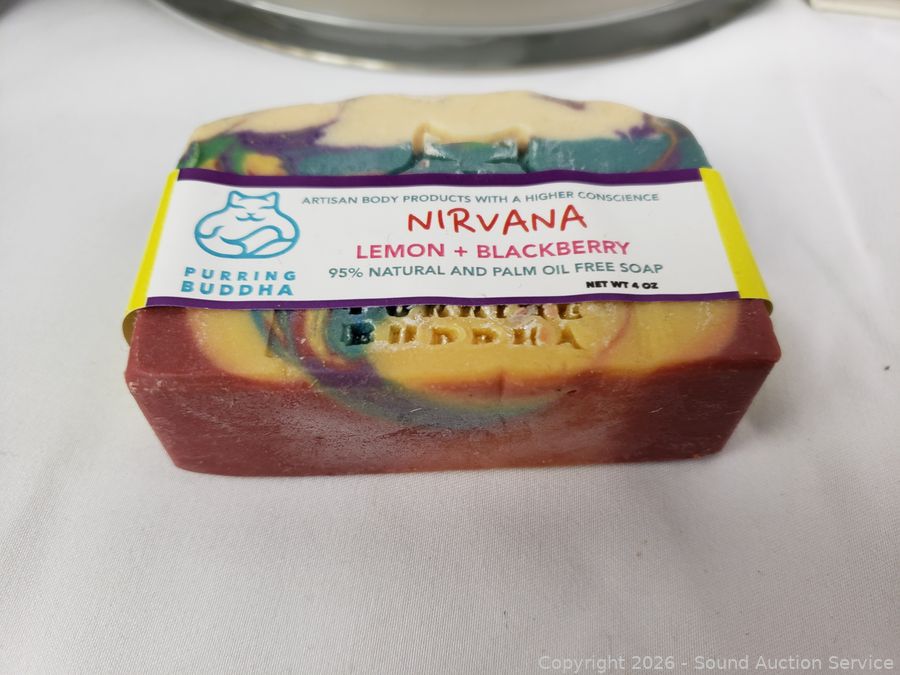 ARTISAN BODY PRODUCTS WITH A HIGHER CONSCIENCE
NIRVANA
LEMON + BLACKBERRY
95% NATURAL AND PALM OIL FREE SOAP
NET WT 4 OZ
PURRING
BUDDHA
PURRING
BUDDHA
Copyright 2026 - Sound Auction Service